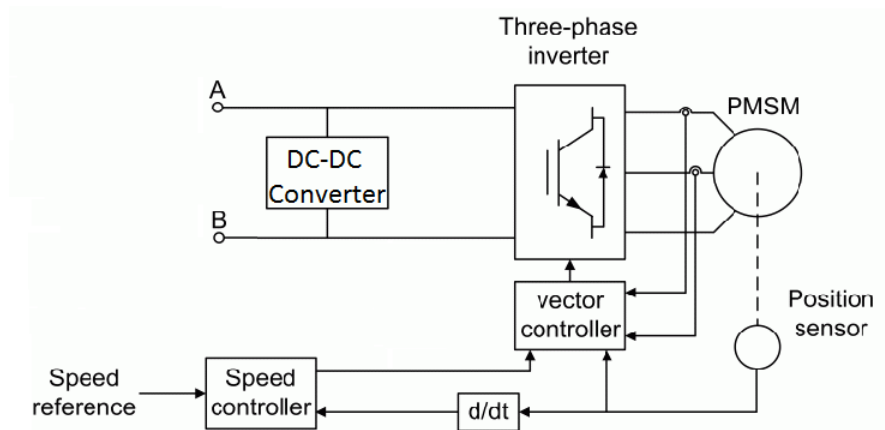 Three-phase
inverter
A
PMSM
DC-DC
Converter
B
vector
controller
Position
sensor
Speed
reference
Speed
controller
d/dt